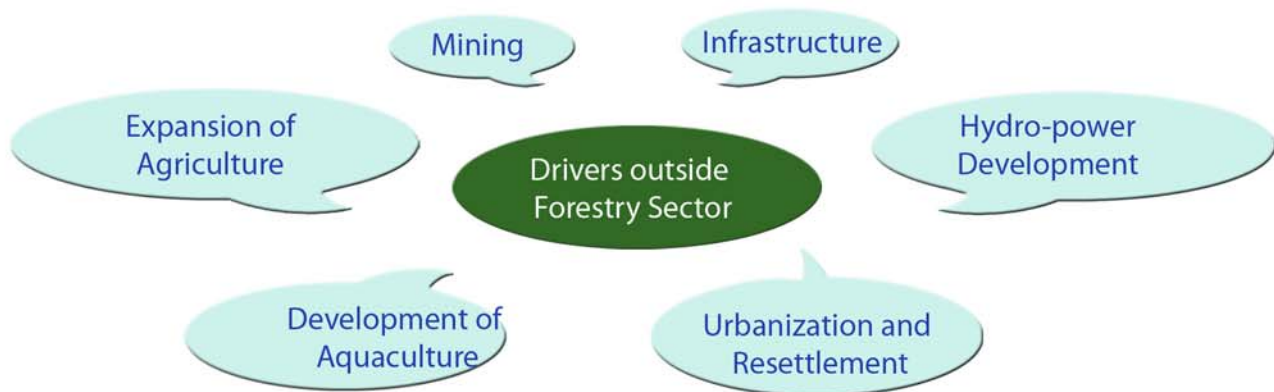 Mining
Infrastructure
Expansion of
Agriculture
Hydro-power
Development
Drivers outside
Forestry Sector
Development of
Aquaculture
Urbanization and
Resettlement